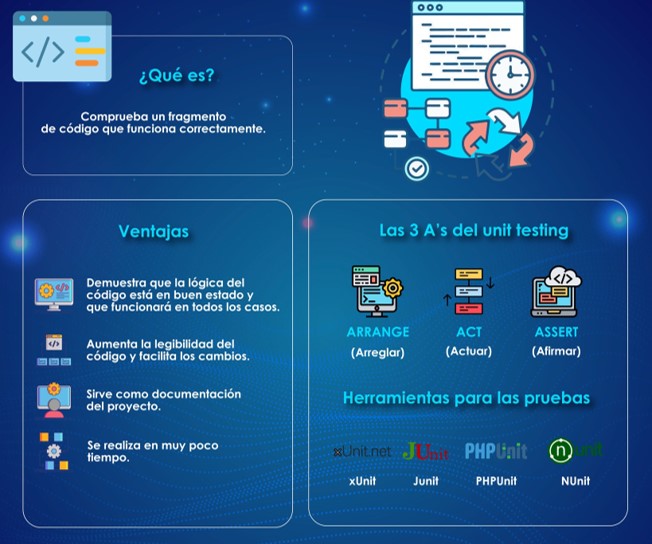 ¿Qué es?
Comprueba un fragmento
de código que funciona correctamente.
Ventajas
Demuestra que la lógica del
código está en buen estado y
que funcionará en todos los casos.
Aumenta la legibilidad del
código y facilita los cambios.
Sirve como documentación
del proyecto.
Se realiza en muy poco
tiempo.
Las 3 A's del unit testing
ARRANGE ACT ASSERT
(Arreglar) (Actuar) (Afirmar)
Herramientas para las pruebas
xUnit.net JUnit PHPUnit nunit
xUnit Junit PHPUnit NUnit